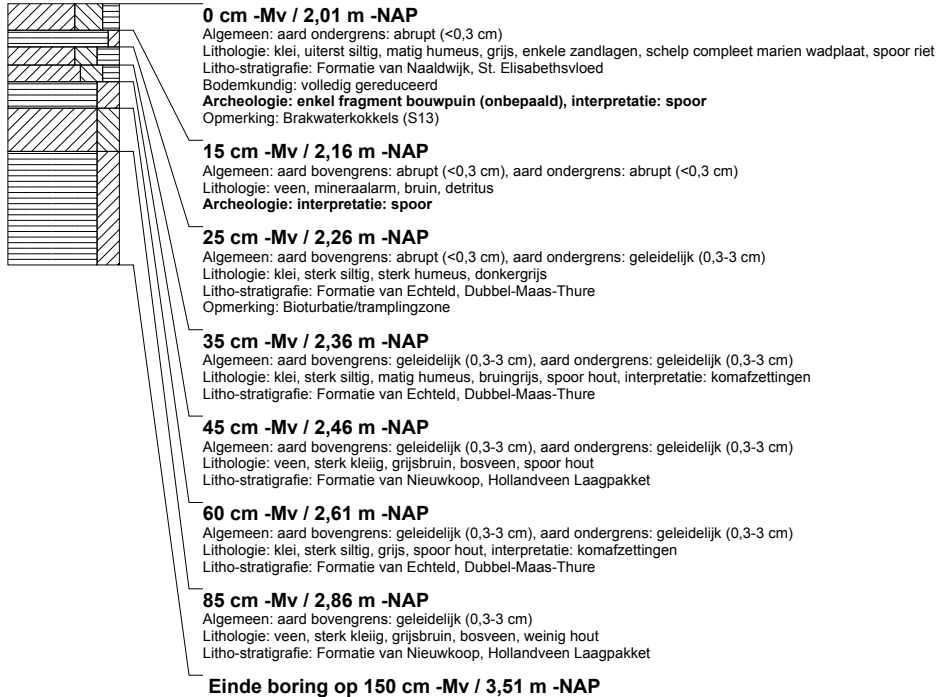 0 cm -Mv / 2,01 m -NAP
Algemeen: aard ondergrens: abrupt (<0,3 cm)
Lithologie: klei, uiterst siltig, matig humeus, grijs, enkele zandlagen, schelp compleet marien wadplaat, spoor riet
Litho-stratigrafie: Formatie van Naaldwijk, St. Elisabethsvloed
Bodemkundig: volledig gereduceerd
Archeologie: enkel fragment bouwpuin (onbepaald), interpretatie: spoor
Opmerking: Brakwaterkokkels (S13)
15 cm -Mv / 2,16 m -NAP
Algemeen: aard bovengrens: abrupt (<0,3 cm), aard ondergrens: abrupt (<0,3 cm)
Lithologie: veen, mineraalarm, bruin, detritus
Archeologie: interpretatie: spoor
25 cm -Mv / 2,26 m -NAP
Algemeen: aard bovengrens: abrupt (<0,3 cm), aard ondergrens: geleidelijk (0,3-3 cm)
Lithologie: klei, sterk siltig, sterk humeus, donkergrijs
Litho-stratigrafie: Formatie van Echteld, Dubbel-Maas-Thure
Opmerking: Bioturbatie/tramplingzone
35 cm -Mv / 2,36 m -NAP
Algemeen: aard bovengrens: geleidelijk (0,3-3 cm), aard ondergrens: geleidelijk (0,3-3 cm)
Lithologie: klei, sterk siltig, matig humeus, bruingrijs, spoor hout, interpretatie: komafzettingen
Litho-stratigrafie: Formatie van Echteld, Dubbel-Maas-Thure
45 cm -Mv / 2,46 m -NAP
Algemeen: aard bovengrens: geleidelijk (0,3-3 cm), aard ondergrens: geleidelijk (0,3-3 cm)
Lithologie: veen, sterk kleiig, grijsbruin, bosveen, spoor hout
Litho-stratigrafie: Formatie van Nieuwkoop, Hollandveen Laagpakket
60 cm -Mv / 2,61 m -NAP
Algemeen: aard bovengrens: geleidelijk (0,3-3 cm), aard ondergrens: geleidelijk (0,3-3 cm)
Lithologie: klei, sterk siltig, grijs, spoor hout, interpretatie: komafzettingen
Litho-stratigrafie: Formatie van Echteld, Dubbel-Maas-Thure
85 cm -Mv / 2,86 m -NAP
Algemeen: aard bovengrens: geleidelijk (0,3-3 cm)
Lithologie: veen, sterk kleiig, grijsbruin, bosveen, weinig hout
Litho-stratigrafie: Formatie van Nieuwkoop, Hollandveen Laagpakket
Einde boring op 150 cm -Mv / 3,51 m -NAP